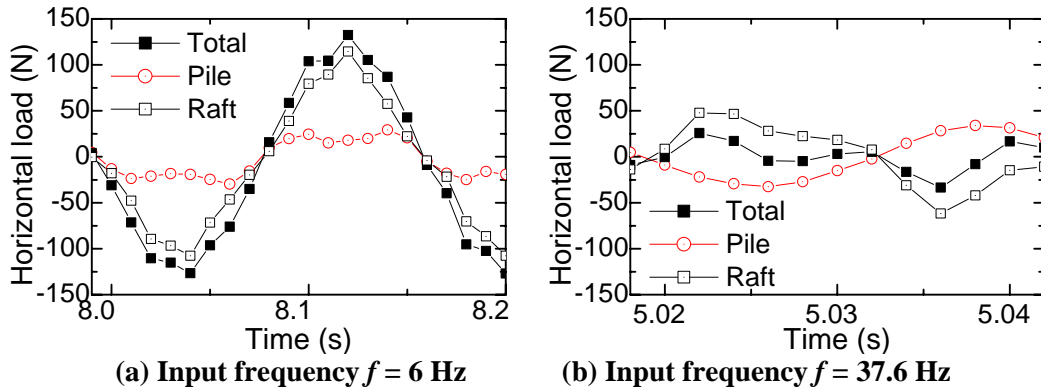 Horizontal load (N)
150
100
50
0
-50
-100
-150
Total
Pile
Raft
8.0
8.1
8.2
Time (s)
(a) Input frequency f = 6 Hz
Horizontal load (N)
150
100
50
0
-50
-100
-150
Total
Pile
Raft
5.02
5.03
5.04
Time (s)
(b) Input frequency f = 37.6 Hz